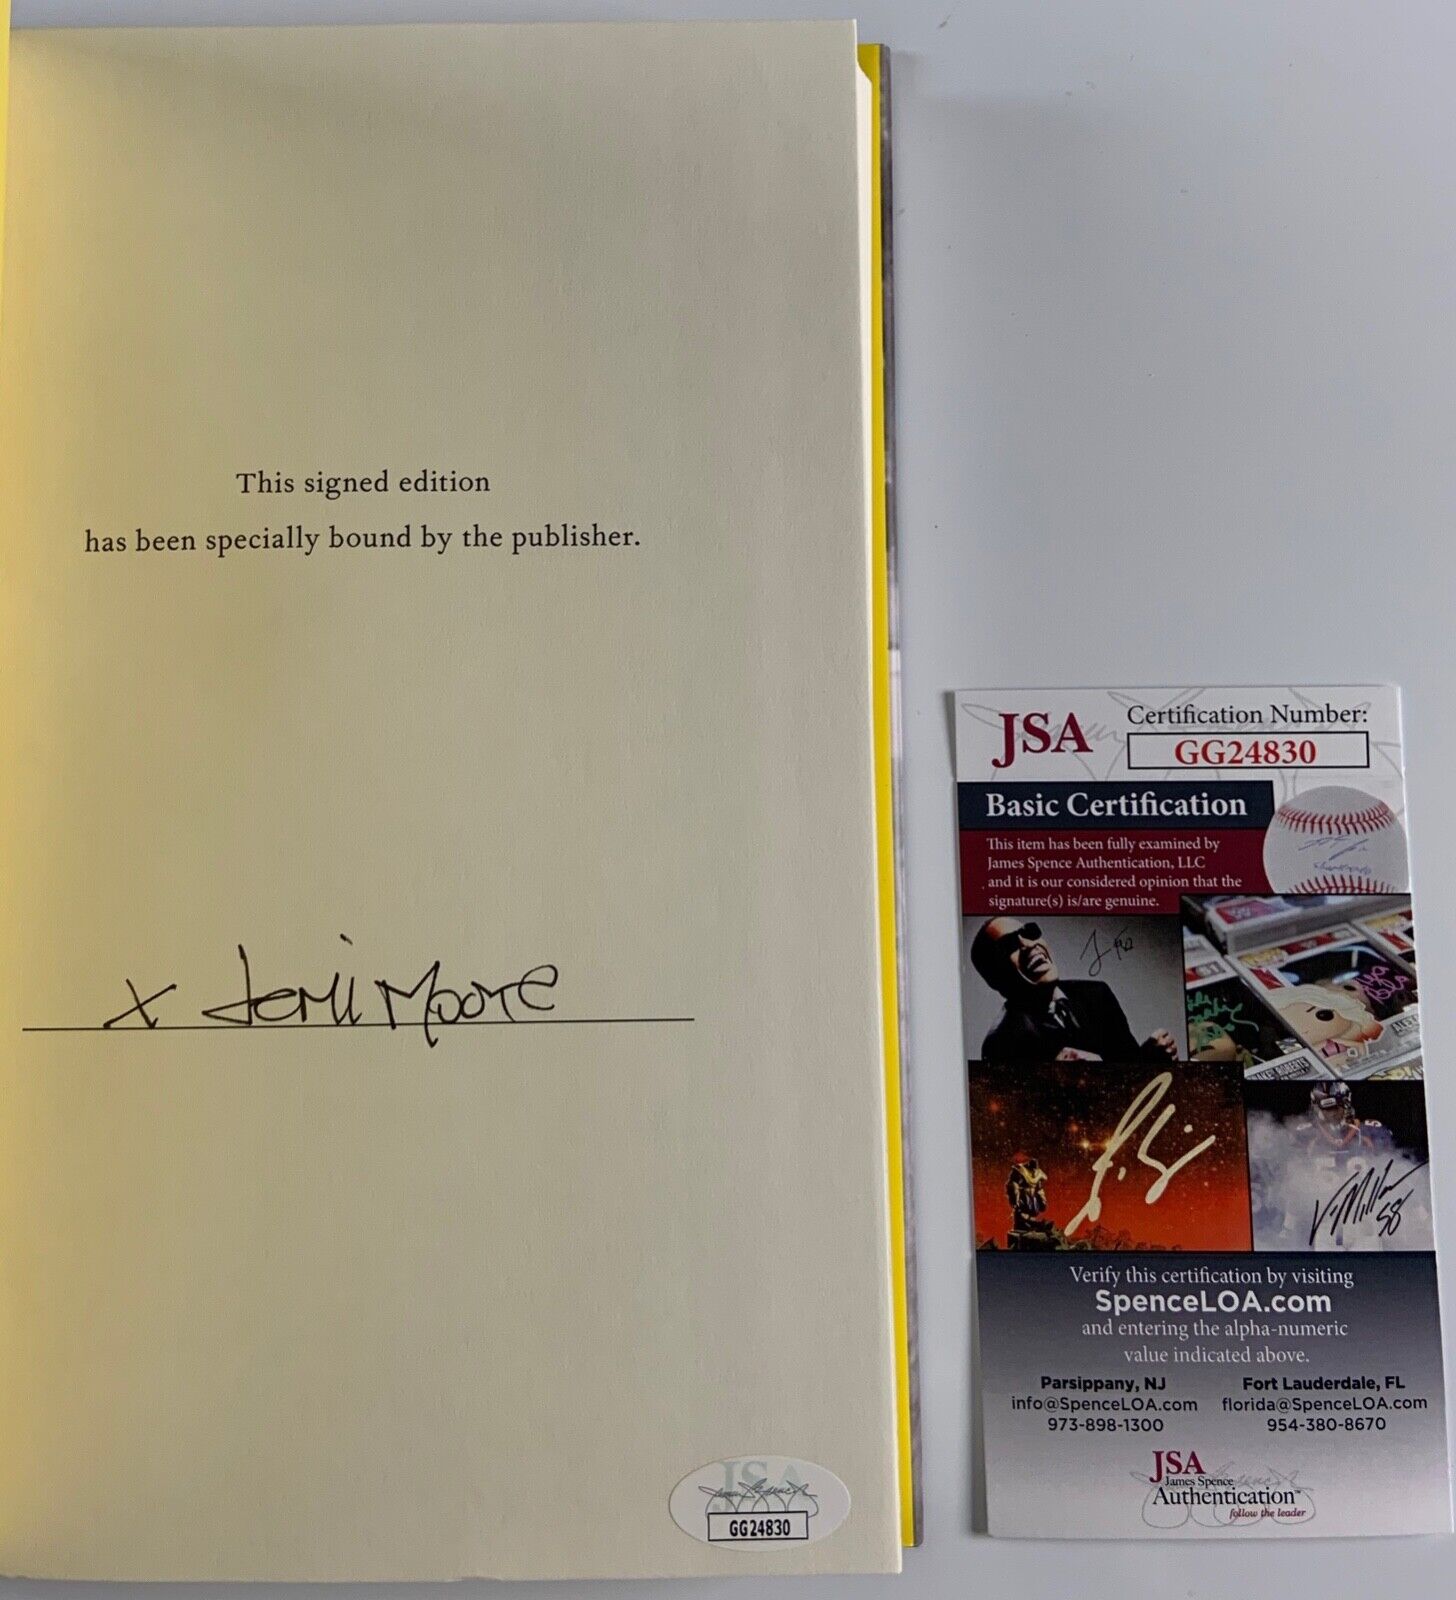 This signed edition
has been specially bound by the publisher.
x Demi Moore
JSA
GG24830
JSA
Certification Number:
GG24830
Basic Certification
This item has been fully examined by
James Spence Authentication, LLC
and it is our considered opinion that the
signature(s) is/are genuine.
V. Mill 58
Verify this certification by visiting
SpenceLOA.com
and entering the alpha-numeric
value indicated above.
Parsippany, NJ
info@SpenceLOA.com
973-898-1300
Fort Lauderdale, FL
florida@SpenceLOA.com
954-380-8670
JSA
James Spence
Authentication™
follow the leader